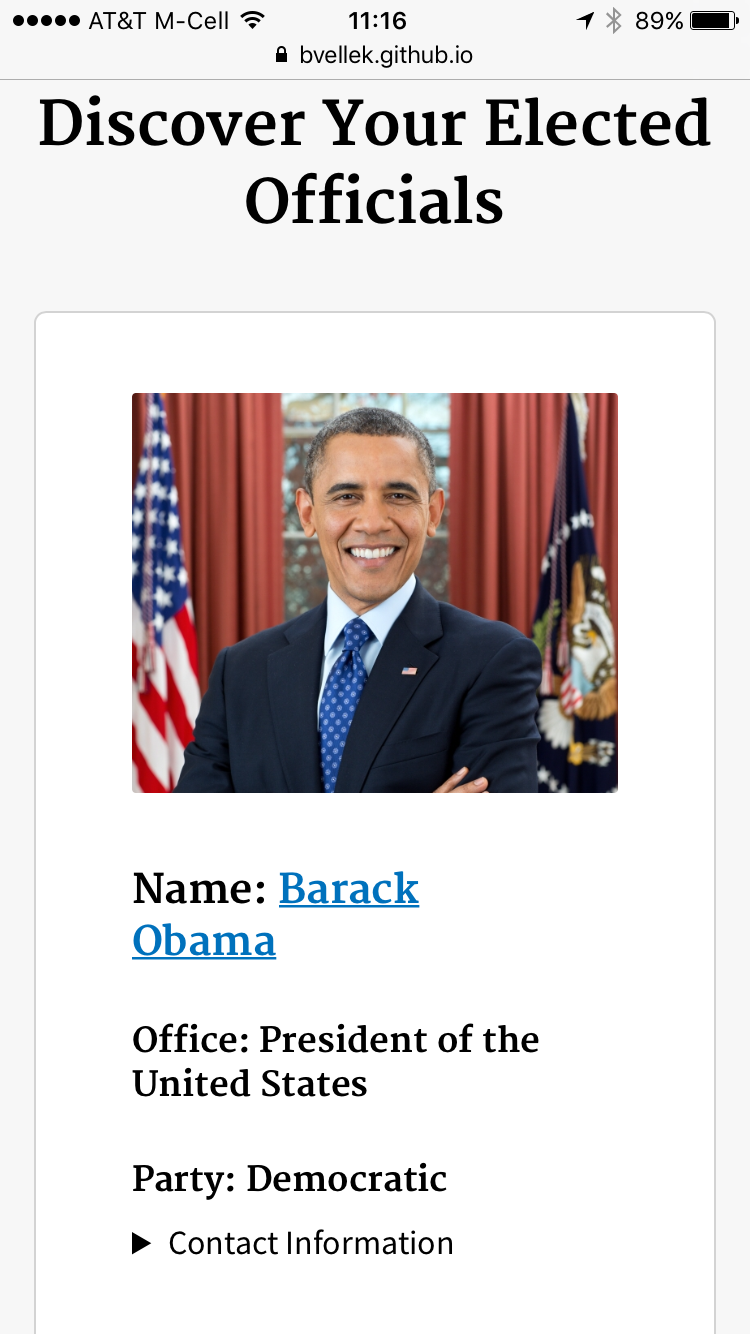 AT&T M-Cell 11:16 89%
bvellek.github.io
Discover Your Elected
Officials
Name: Barack
Obama
Office: President of the
United States
Party: Democratic
Contact Information